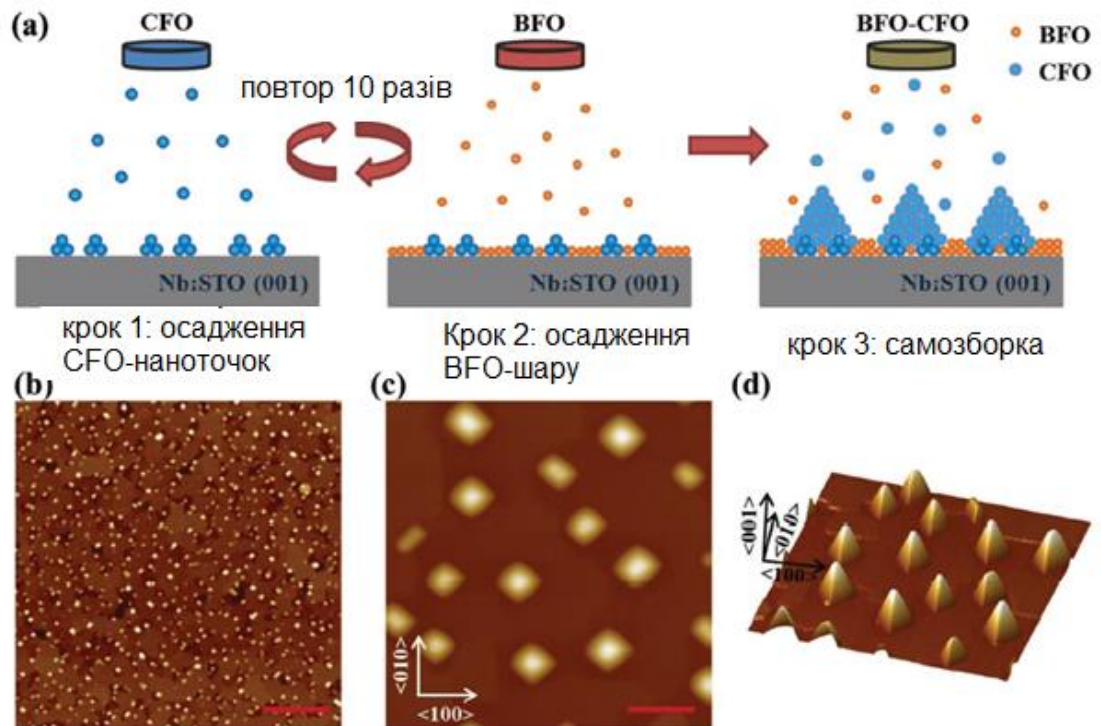 (a)
CFO
BFO
BFO-CFO
BFO
CFO
повтор 10 разів
Nb:STO (001)
Nb:STO (001)
Nb:STO (001)
крок 1: осадження
CFO-наноточок
Крок 2: осадження
BFO-шару
крок 3: самозборка
(b)
(c)
(d)
<010>
<100>
<001>
<010>
<100>